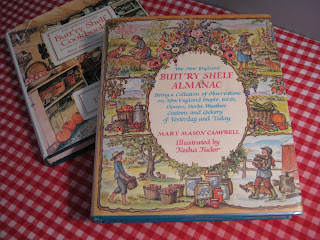 Butt'ry Shelf
Cookbook
The New England
BUTT'RY SHELF
ALMANAC
Being a Collation of Observations
on New England People, Birds,
Flowers, Herbs, Weather,
Customs, and Cookery
of Yesterday and Today
MARY MASON CAMPBELL
Illustrated by
Tasha Tudor